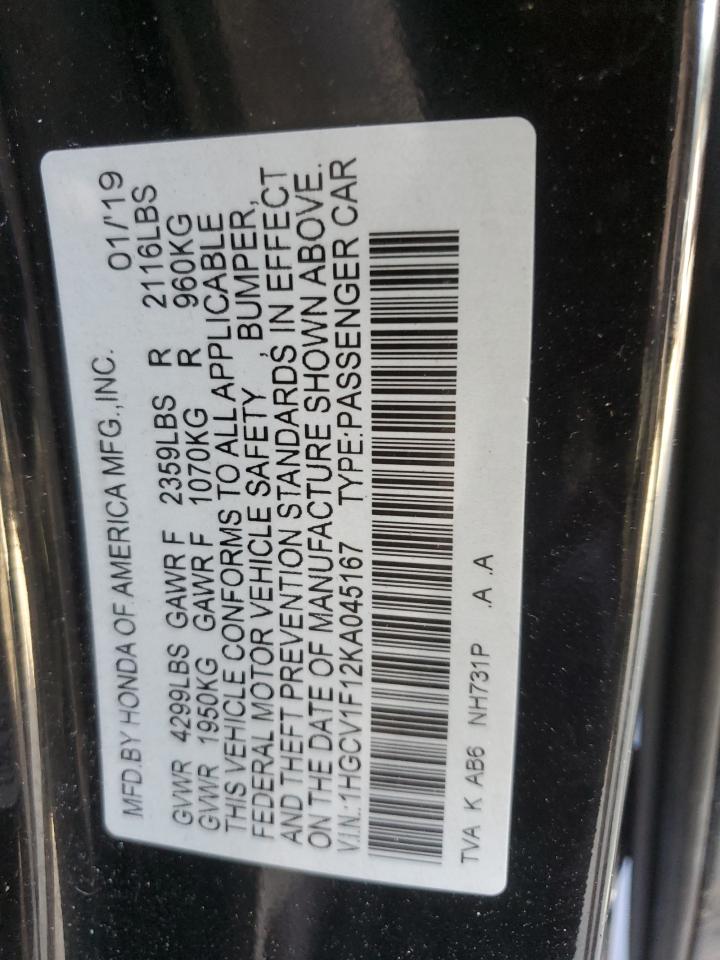 MFD.BY HONDA OF AMERICA MFG.,INC. 01/'19
GVWR 4299LBS GAWR F 2359LBS R 2116LBS
GVWR 1950KG GAWR F 1070KG R 960KG
THIS VEHICLE CONFORMS TO ALL APPLICABLE
FEDERAL MOTOR VEHICLE SAFETY, BUMPER,
AND THEFT PREVENTION STANDARDS IN EFFECT
ON THE DATE OF MANUFACTURE SHOWN ABOVE.
V.I.N.:1HGCV1F12KA045167 TYPE:PASSENGER CAR
TVA K AB6 NH731P .A .A